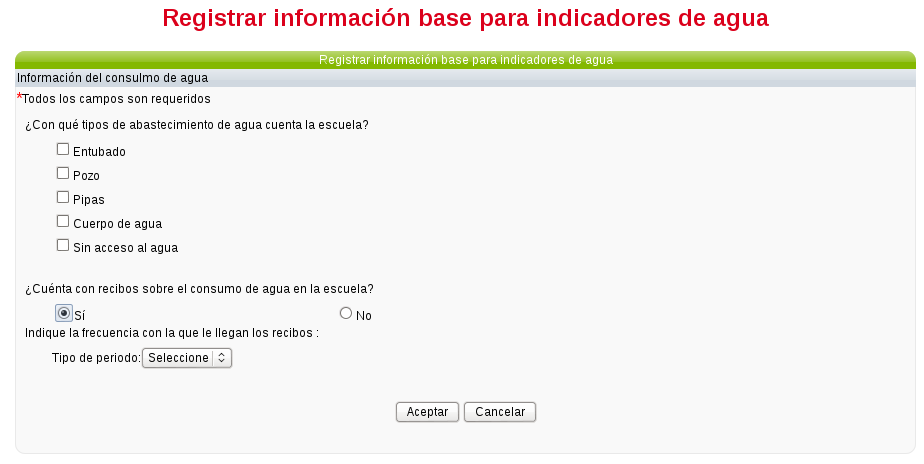 Registrar información base para indicadores de agua
Registrar información base para indicadores de agua
Información del consulmo de agua
*Todos los campos son requeridos
¿Con qué tipos de abastecimiento de agua cuenta la escuela?
Entubado
Pozo
Pipas
Cuerpo de agua
Sin acceso al agua
¿Cuénta con recibos sobre el consumo de agua en la escuela?
Sí No
Indique la frecuencia con la que le llegan los recibos :
Tipo de periodo: Seleccione
Aceptar Cancelar